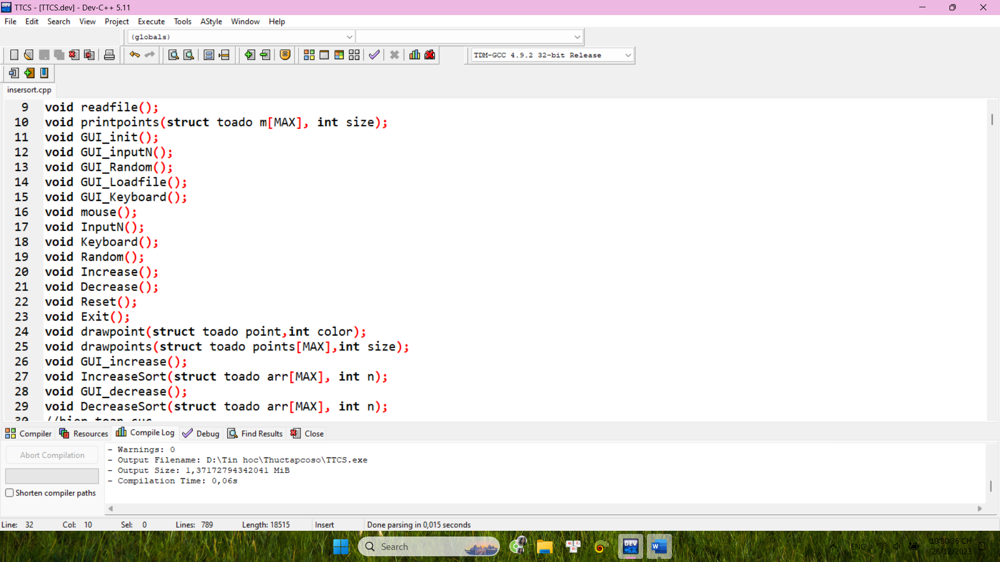 TTCS - [TTCS.dev] - Dev-C++ 5.11
File Edit Search View Project Execute Tools AStyle Window Help
(globals)
TDM-GCC 4.9.2 32-bit Release
insersort.cpp
9 void readfile();
10 void printpoints(struct toado m[MAX], int size);
11 void GUI_init();
12 void GUI_inputN();
13 void GUI_Random();
14 void GUI_Loadfile();
15 void GUI_Keyboard();
16 void mouse();
17 void InputN();
18 void Keyboard();
19 void Random();
20 void Increase();
21 void Decrease();
22 void Reset();
23 void Exit();
24 void drawpoint(struct toado point,int color);
25 void drawpoints(struct toado points[MAX],int size);
26 void GUI_increase();
27 void IncreaseSort(struct toado arr[MAX], int n);
28 void GUI_decrease();
29 void DecreaseSort(struct toado arr[MAX], int n);
30 //bien toan cuc
Compiler Resources Compile Log Debug Find Results Close
Abort Compilation
Shorten compiler paths
- Warnings: 0
- Output Filename: D:\Tin hoc\Thuctapcoso\TTCS.exe
- Output Size: 1,37172794342041 MiB
- Compilation Time: 0,06s
Line: 32 Col: 10 Sel: 0 Lines: 789 Length: 18515 Insert Done parsing in 0,015 seconds
Search
DEV C++
W
ENG
10:30:36 CH
26/12/2023